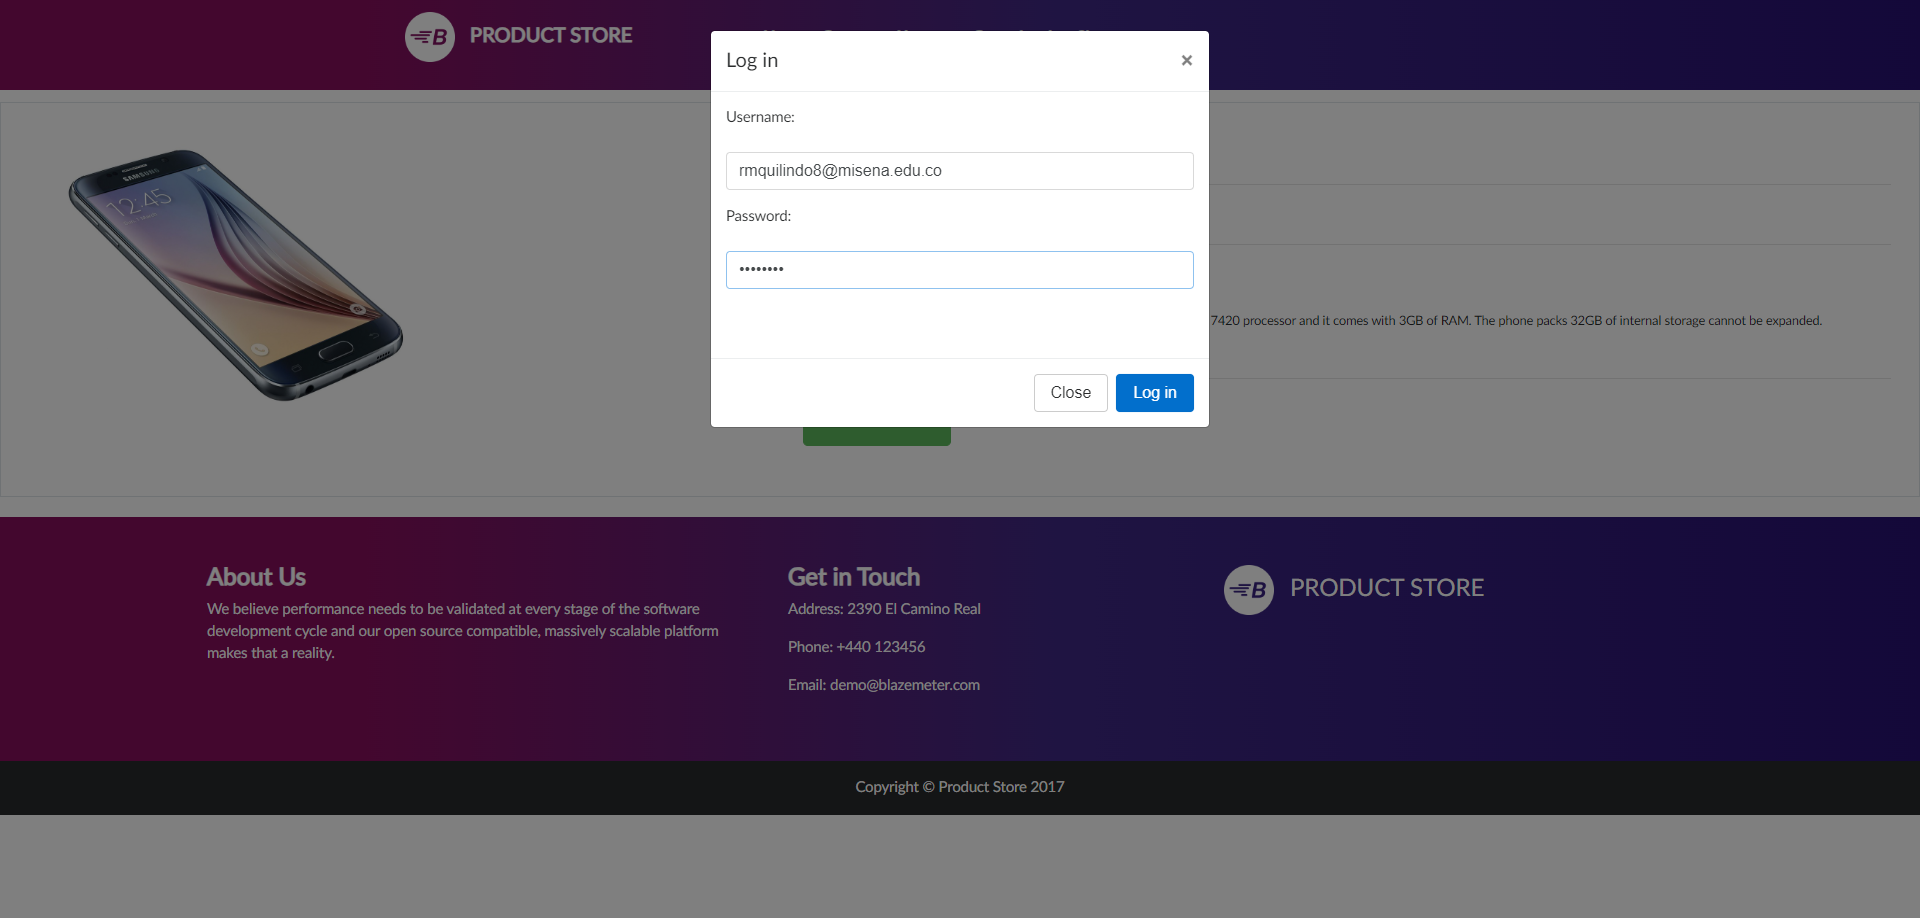 PRODUCT STORE
Log in
×
Username:
rmquilindo8@misena.edu.co
Password:
••••••••
Close
Log in
SAMSUNG
12:45
7420 processor and it comes with 3GB of RAM. The phone packs 32GB of internal storage cannot be expanded.
About Us
We believe performance needs to be validated at every stage of the software
development cycle and our open source compatible, massively scalable platform
makes that a reality.
Get in Touch
Address: 2390 El Camino Real
Phone: +440 123456
Email: demo@blazemeter.com
B PRODUCT STORE
Copyright © Product Store 2017